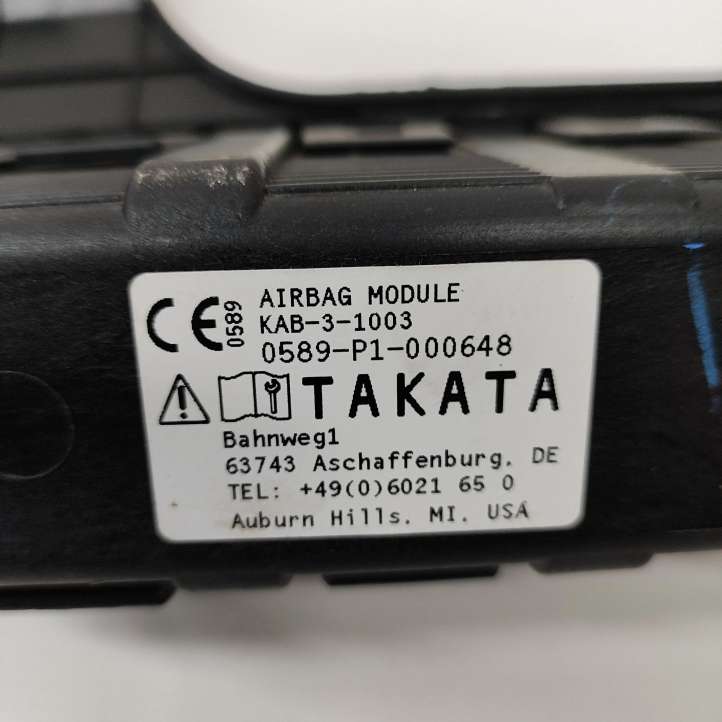 CE 0589
AIRBAG MODULE
KAB-3-1003
0589-P1-000648
TAKATA
Bahnweg1
63743 Aschaffenburg. DE
TEL: +49(0)6021 65 0
Auburn Hills. MI. USA